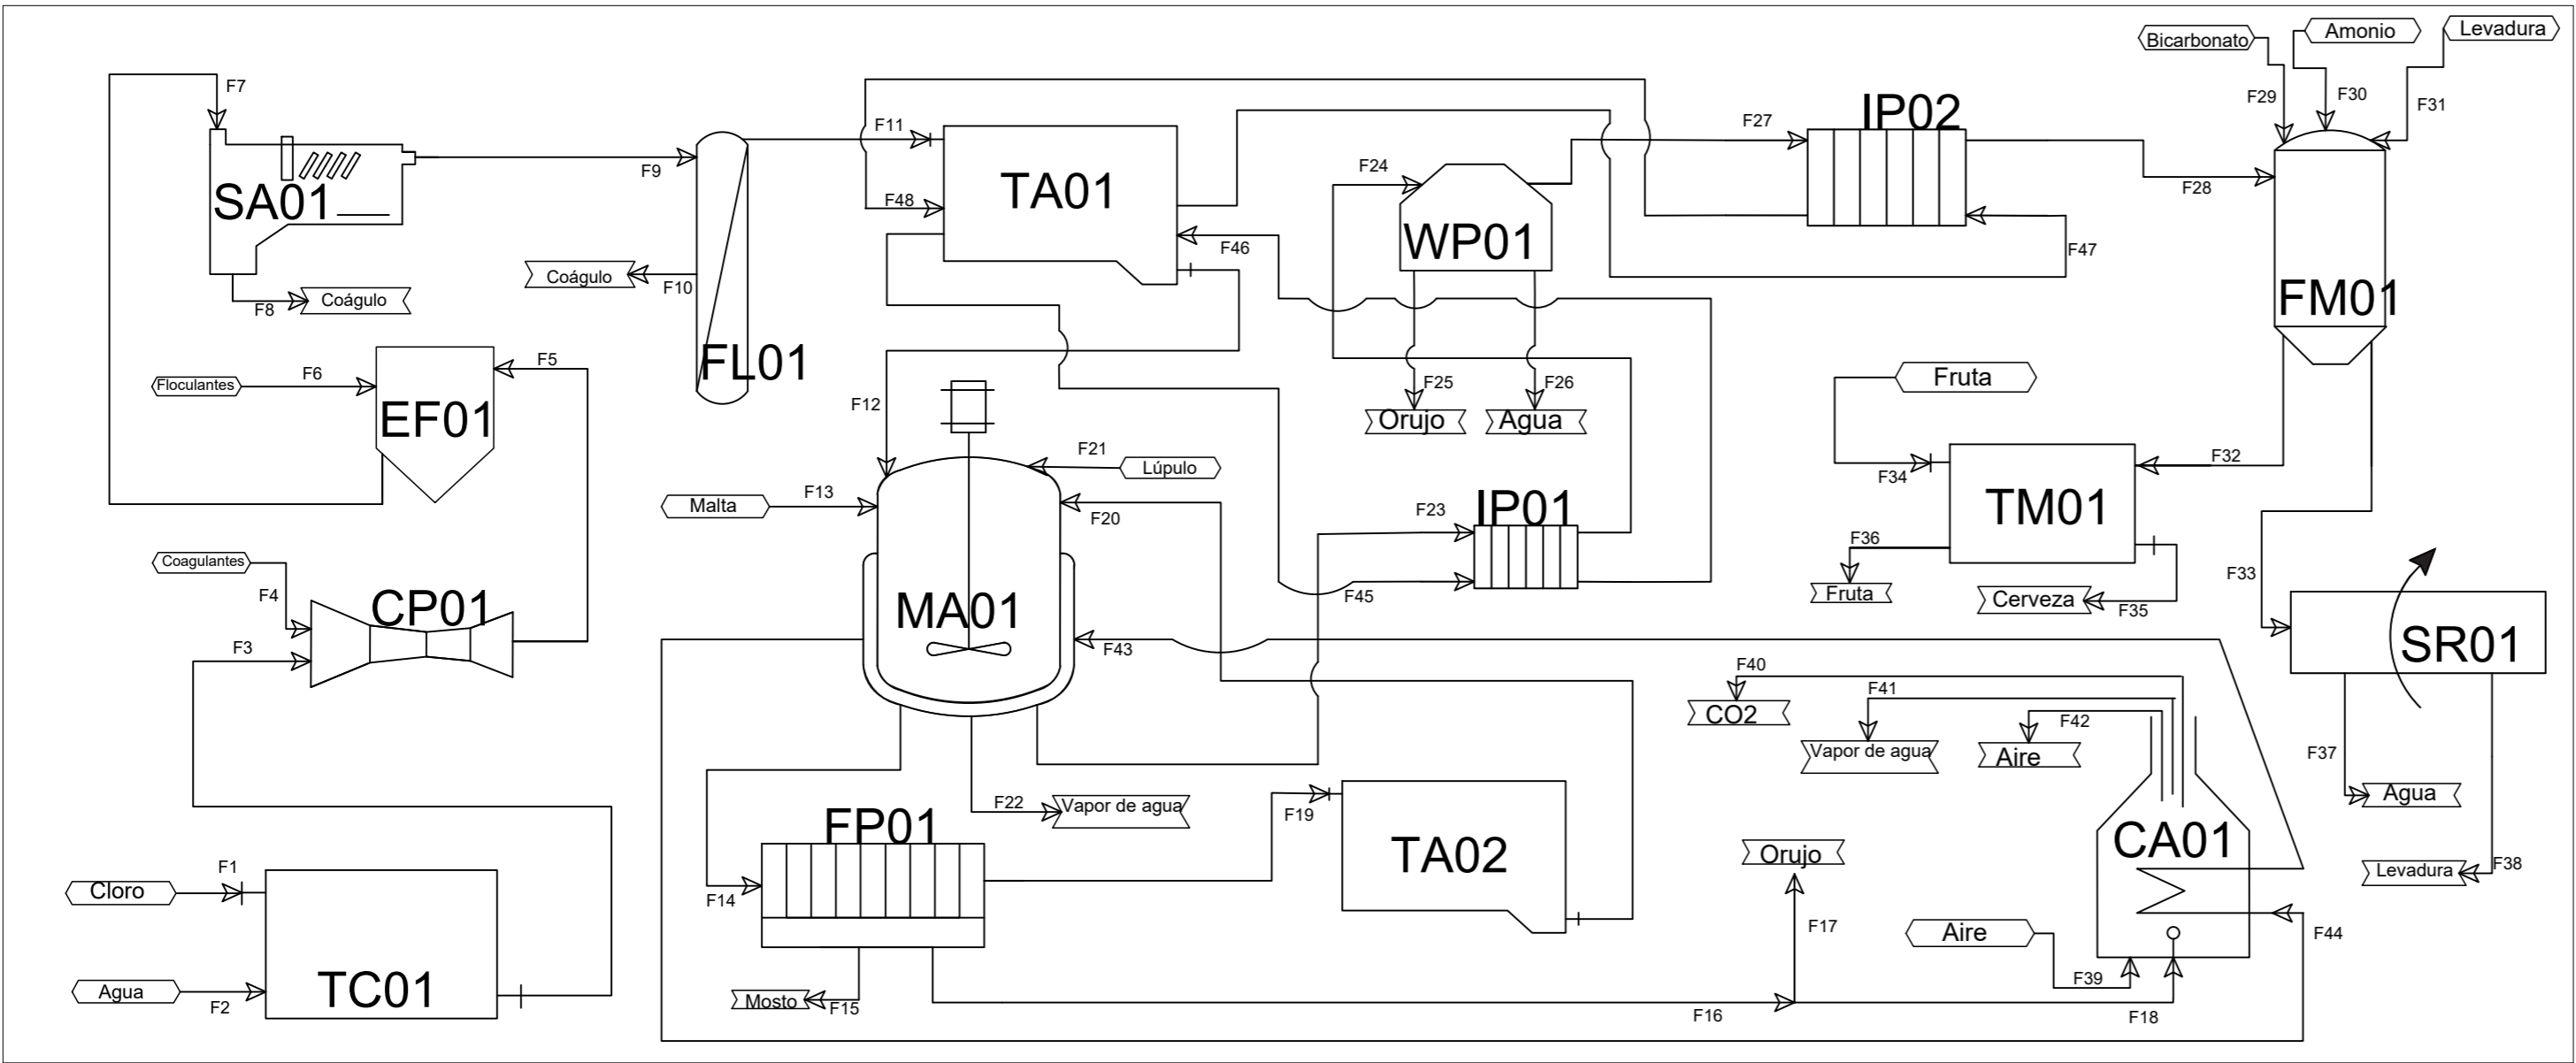 Bicarbonato
Amonio
Levadura
F7
F29
F30
F31
F11
F27
IP02
F9
F24
F28
SA01
F48
TA01
WP01
F46
F47
Coágulo
F10
F8
Coágulo
FM01
F5
FL01
F6
Floculantes
EF01
F12
F25
F26
Orujo
Agua
Fruta
F21
Lúpulo
F32
F34
F13
Malta
F20
F23
IP01
TM01
F36
Coagulantes
F4
CP01
MA01
F45
Fruta
Cerveza
F35
F33
F3
F43
SR01
F40
F41
CO2
F42
Vapor de agua
Aire
F37
Agua
F22
Vapor de agua
FP01
F19
TA02
Orujo
CA01
F1
Cloro
F14
Levadura
F38
F17
Aire
F44
Agua
F2
TC01
Mosto
F15
F16
F39
F18